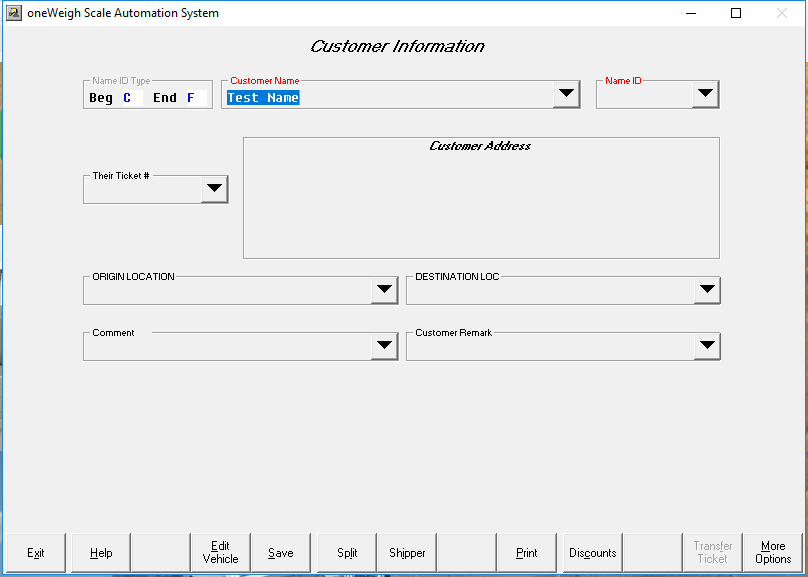 oneWeigh Scale Automation System
Customer Information
Name ID Type
Customer Name
Name ID
Beg C End F
Test Name
Customer Address
Their Ticket #
ORIGIN LOCATION
DESTINATION LOC
Comment
Customer Remark
Exit
Help
Edit
Vehicle
Save
Split
Shipper
Print
Discounts
Transfer
Ticket
More
Options